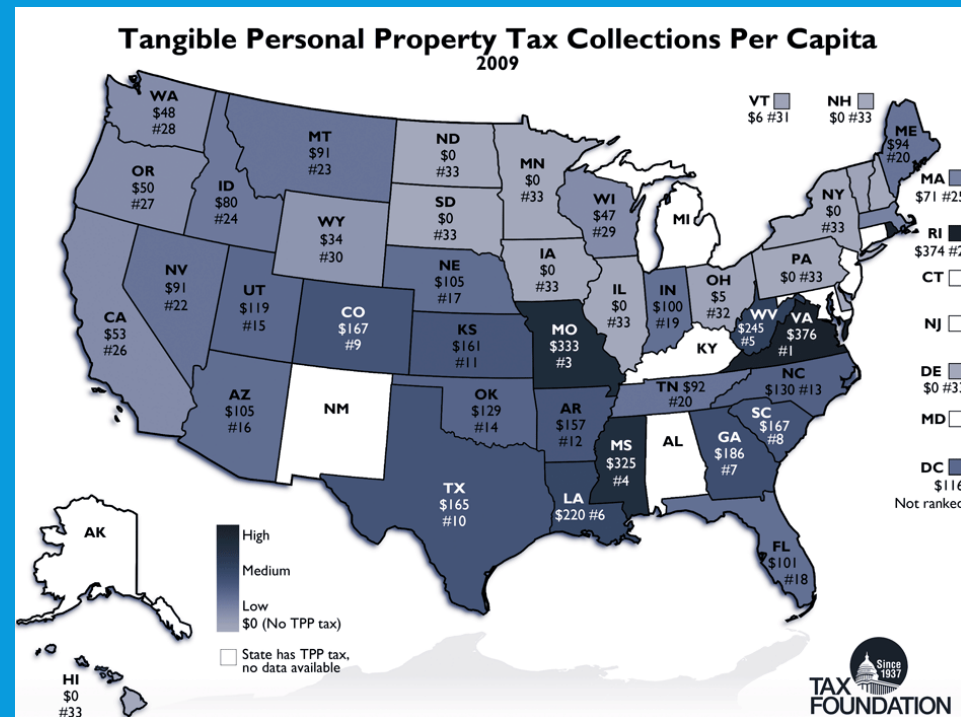 Tangible Personal Property Tax Collections Per Capita
2009
WA
$48
#28
OR
$50
#27
CA
$53
#26
NV
$91
#22
ID
$80
#24
MT
$91
#23
WY
$34
#30
UT
$119
#15
AZ
$105
#16
CO
$167
#9
NM
ND
$0
#33
SD
$0
#33
NE
$105
#17
KS
$161
#11
OK
$129
#14
TX
$165
#10
MN
$0
#33
IA
$0
#33
MO
$333
#3
AR
$157
#12
LA
$220 #6
WI
$47
#29
IL
$0
#33
MI
IN
$100
#19
OH
$5
#32
KY
TN $92
#20
MS
$325
#4
AL
GA
$186
#7
FL
$101
#18
SC
$167
#8
NC
$130 #13
VA
$376
#1
WV
$245
#5
PA
$0 #33
NY
$0
#33
VT
$6 #31
NH
$0 #33
ME
$94
#20
MA
$71 #25
RI
$374 #2
CT
NJ
DE
$0 #33
MD
DC
$116
Not ranked
AK
HI
$0
#33
High
Medium
Low
$0 (No TPP tax)
State has TPP tax,
no data available
Since
1937
TAX
FOUNDATION